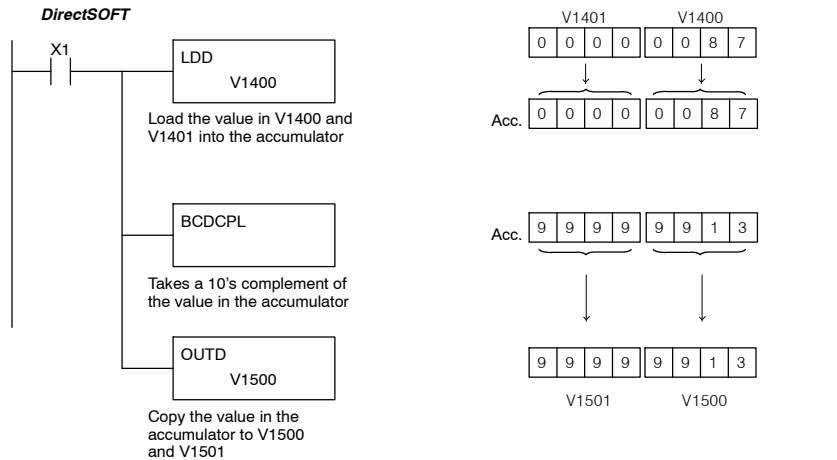 DirectSOFT
X1
LDD
V1400
Load the value in V1400 and
V1401 into the accumulator
BCDCPL
Takes a 10's complement of
the value in the accumulator
OUTD
V1500
Copy the value in the
accumulator to V1500
and V1501
V1401 V1400
0 0 0 0 0 0 8 7
Acc. 0 0 0 0 0 0 8 7
Acc. 9 9 9 9 9 9 1 3
9 9 9 9 9 9 1 3
V1501 V1500